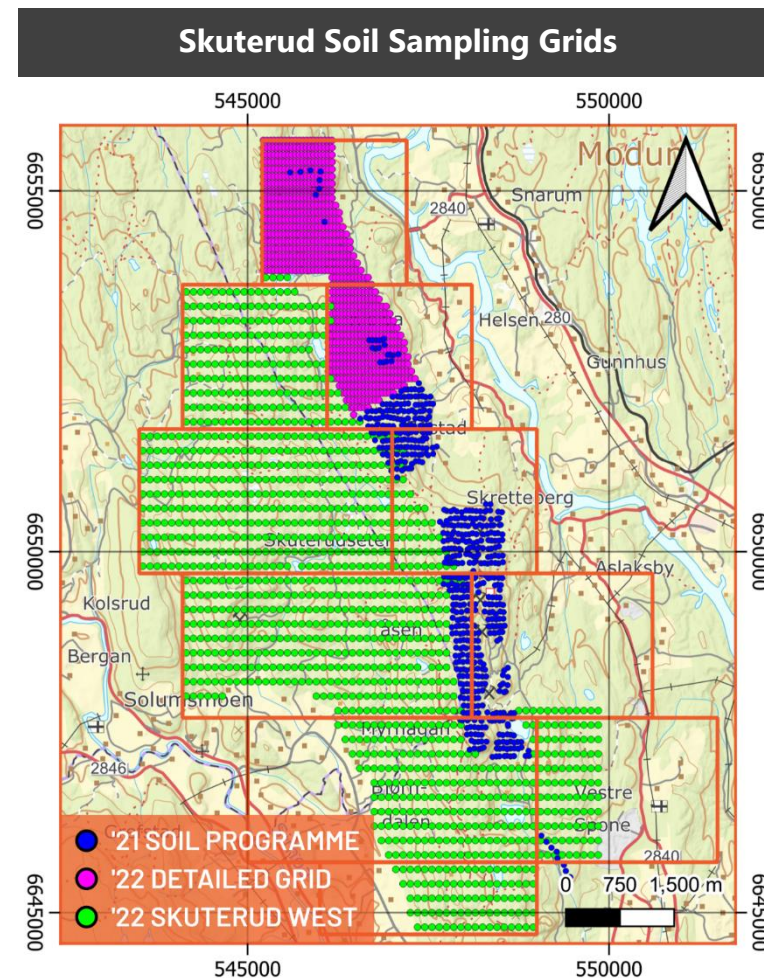 Skuterud Soil Sampling Grids
545000
550000
Modum
6655000
6655000
Snarum
2840
Helsen
280
Gunnhus
Skretteberg
6650000
6650000
Skuterudseter
Aslaksby
Kolsrud
åsen
Bergan
Solumsmoen
Myrhaugan
2846
Bjørn-
dalen
Vestre
Spone
'21 SOIL PROGRAMME
2840
'22 DETAILED GRID
0 750 1,500 m
'22 SKUTERUD WEST
6645000
6645000
545000
550000